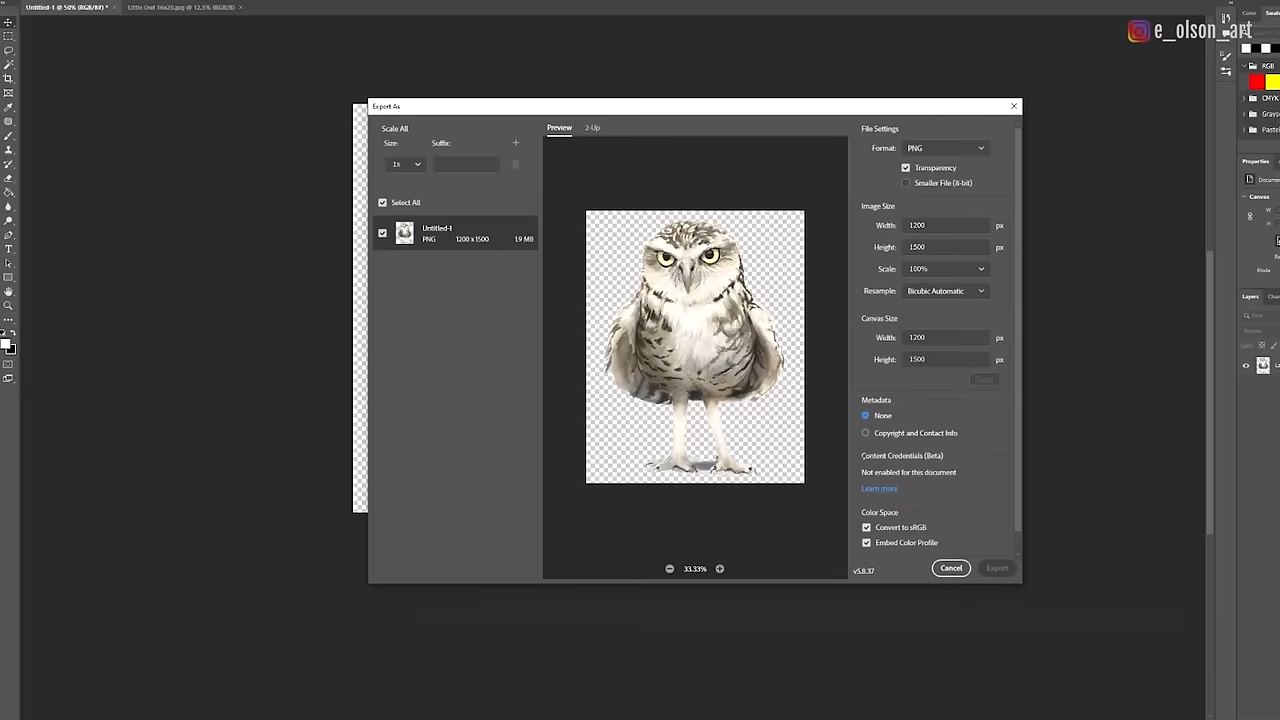 Untitled-1 @ 50% (RGB/8#) * ×
Little Owl 16x20.jpg @ 12.5% (RGB/8) ×
e_olson_art
Export As
Scale All
Size:
Suffix:
1x
Select All
Untitled-1
PNG 1200 x 1500 1.9 MB
Preview
2-Up
33.33%
File Settings
Format: PNG
Transparency
Smaller File (8-bit)
Image Size
Width: 1200 px
Height: 1500 px
Scale: 100%
Resample: Bicubic Automatic
Canvas Size
Width: 1200 px
Height: 1500 px
Metadata
None
Copyright and Contact Info
Content Credentials (Beta)
Not enabled for this document
Learn more
Color Space
Convert to sRGB
Embed Color Profile
v5.8.37
Cancel
Export
Color
RGB
CMYK
Properties
Canvas
W
H
Mode
Layers